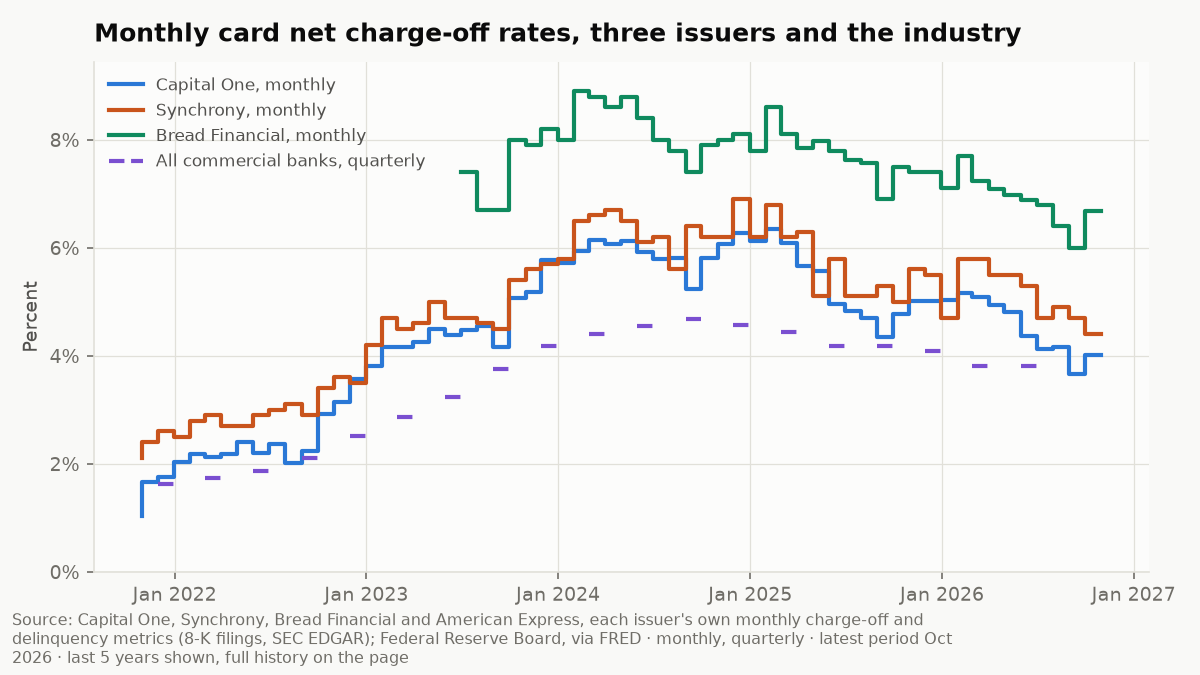 Monthly card net charge-off rates, three issuers and the industry
Capital One, monthly
Synchrony, monthly
Bread Financial, monthly
All commercial banks, quarterly
Percent
8%
6%
4%
2%
0%
Jan 2022
Jan 2023
Jan 2024
Jan 2025
Jan 2026
Jan 2027
Source: Capital One, Synchrony, Bread Financial and American Express, each issuer's own monthly charge-off and
delinquency metrics (8-K filings, SEC EDGAR); Federal Reserve Board, via FRED · monthly, quarterly · latest period Oct
2026 · last 5 years shown, full history on the page